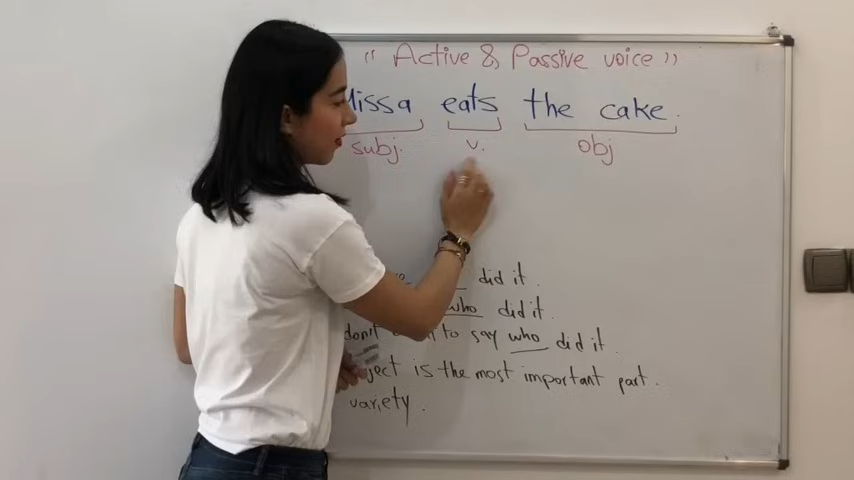 " Active & Passive voice "
issa eats the cake.
subj. v. obj
did it.
who did it.
don't to say who did it.
ject is the most important part.
variety.